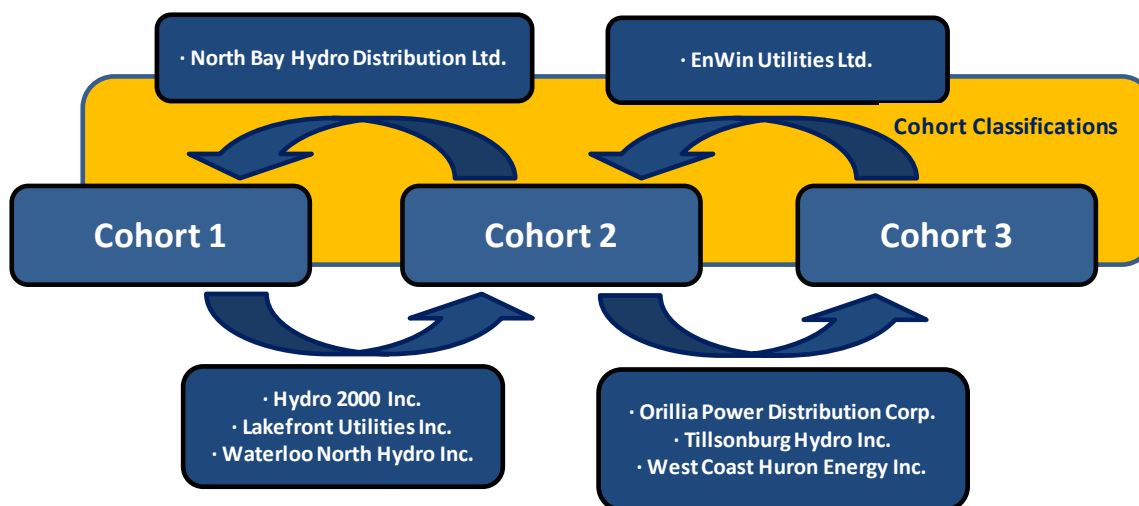 · North Bay Hydro Distribution Ltd.
· EnWin Utilities Ltd.
Cohort Classifications
Cohort 1
Cohort 2
Cohort 3
· Hydro 2000 Inc.
· Lakefront Utilities Inc.
· Waterloo North Hydro Inc.
· Orillia Power Distribution Corp.
· Tillsonburg Hydro Inc.
· West Coast Huron Energy Inc.